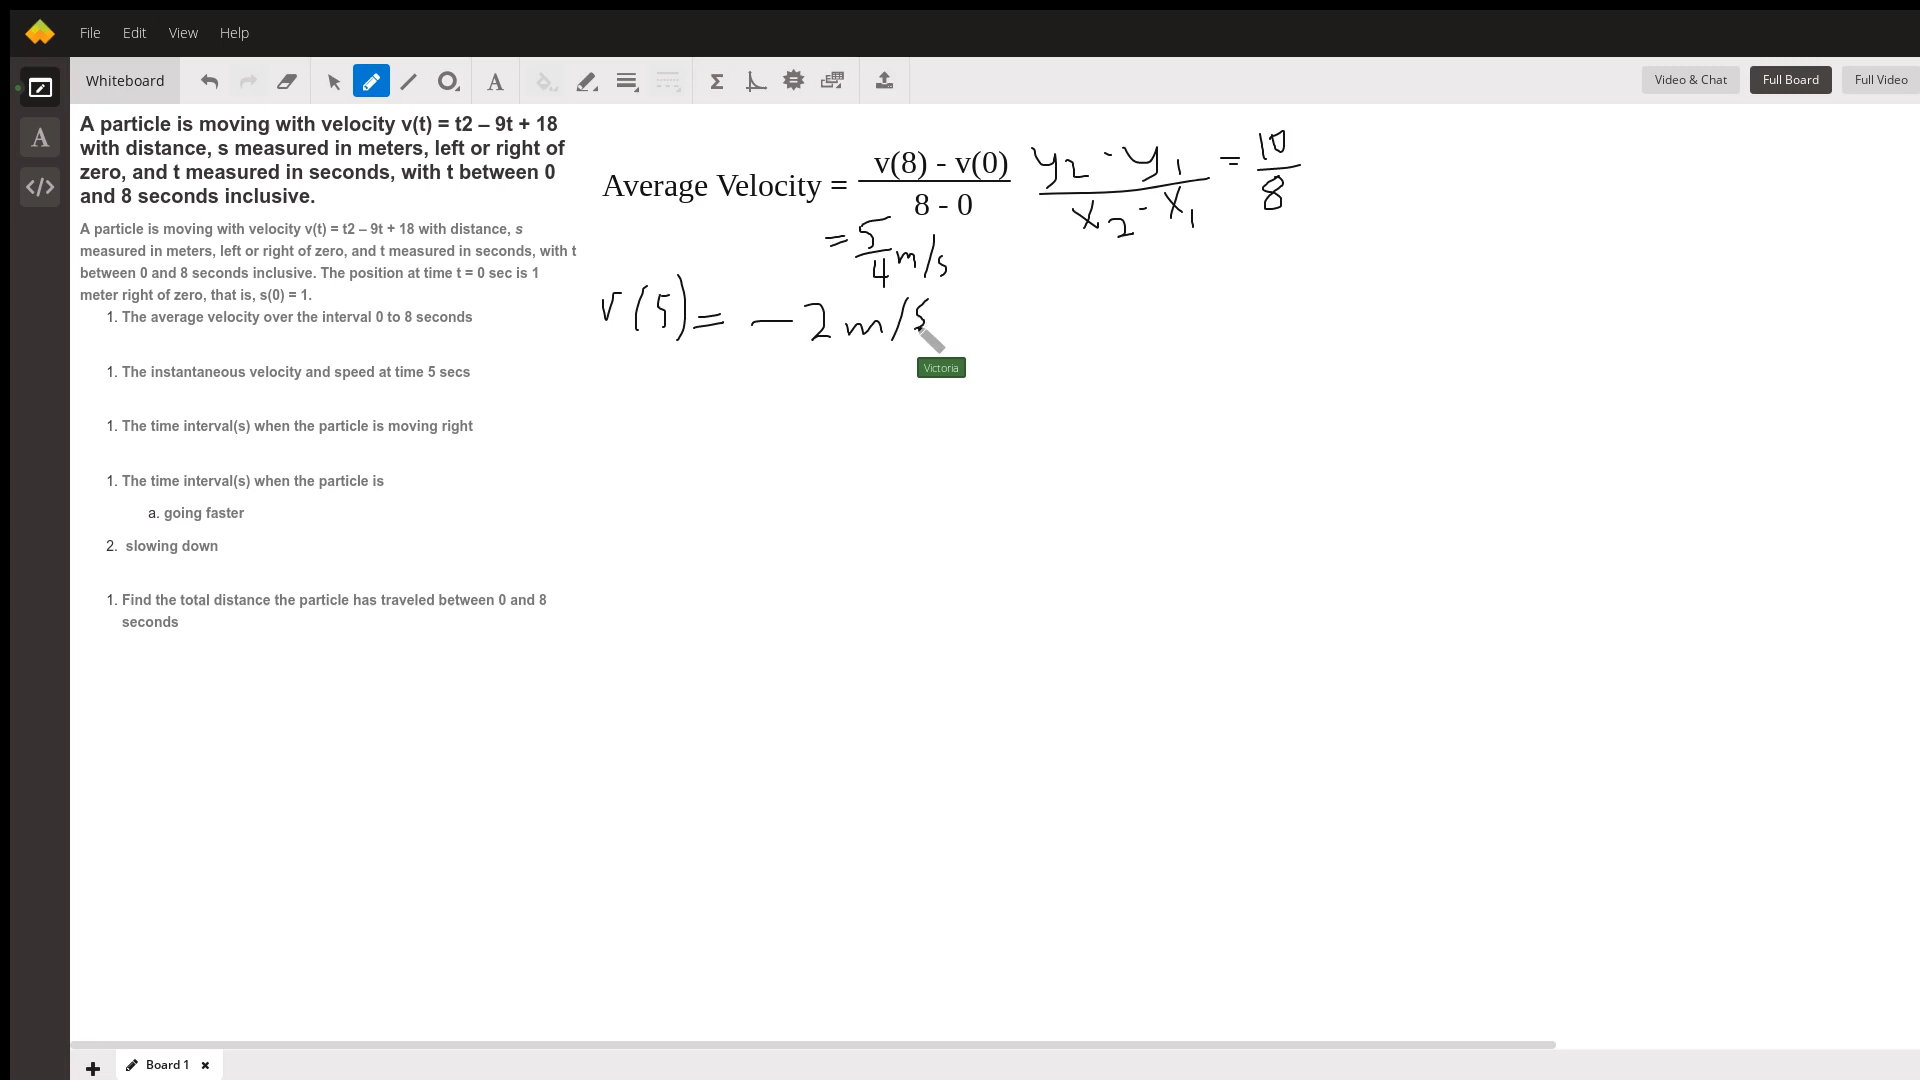 File Edit View Help
Whiteboard
Video & Chat Full Board Full Video
A particle is moving with velocity v(t) = t2 – 9t + 18
with distance, s measured in meters, left or right of
zero, and t measured in seconds, with t between 0
and 8 seconds inclusive.
A particle is moving with velocity v(t) = t2 – 9t + 18 with distance, s
measured in meters, left or right of zero, and t measured in seconds, with t
between 0 and 8 seconds inclusive. The position at time t = 0 sec is 1
meter right of zero, that is, s(0) = 1.
1. The average velocity over the interval 0 to 8 seconds
1. The instantaneous velocity and speed at time 5 secs
1. The time interval(s) when the particle is moving right
1. The time interval(s) when the particle is
a. going faster
2. slowing down
1. Find the total distance the particle has traveled between 0 and 8
seconds
v(8) - v(0) y2 - y1 10
Average Velocity = =
8 - 0 x2 - x1 8
= 5/4 m/s
v(5) = -2 m/s
Victoria
Board 1